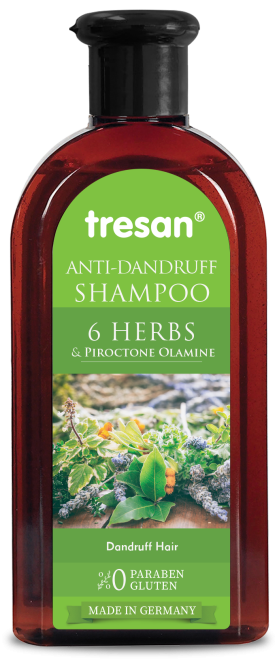 tresan®
ANTI-DANDRUFF
SHAMPOO
6 HERBS
& PIROCTONE OLAMINE
Dandruff Hair
%0 PARABEN
GLUTEN
MADE IN GERMANY